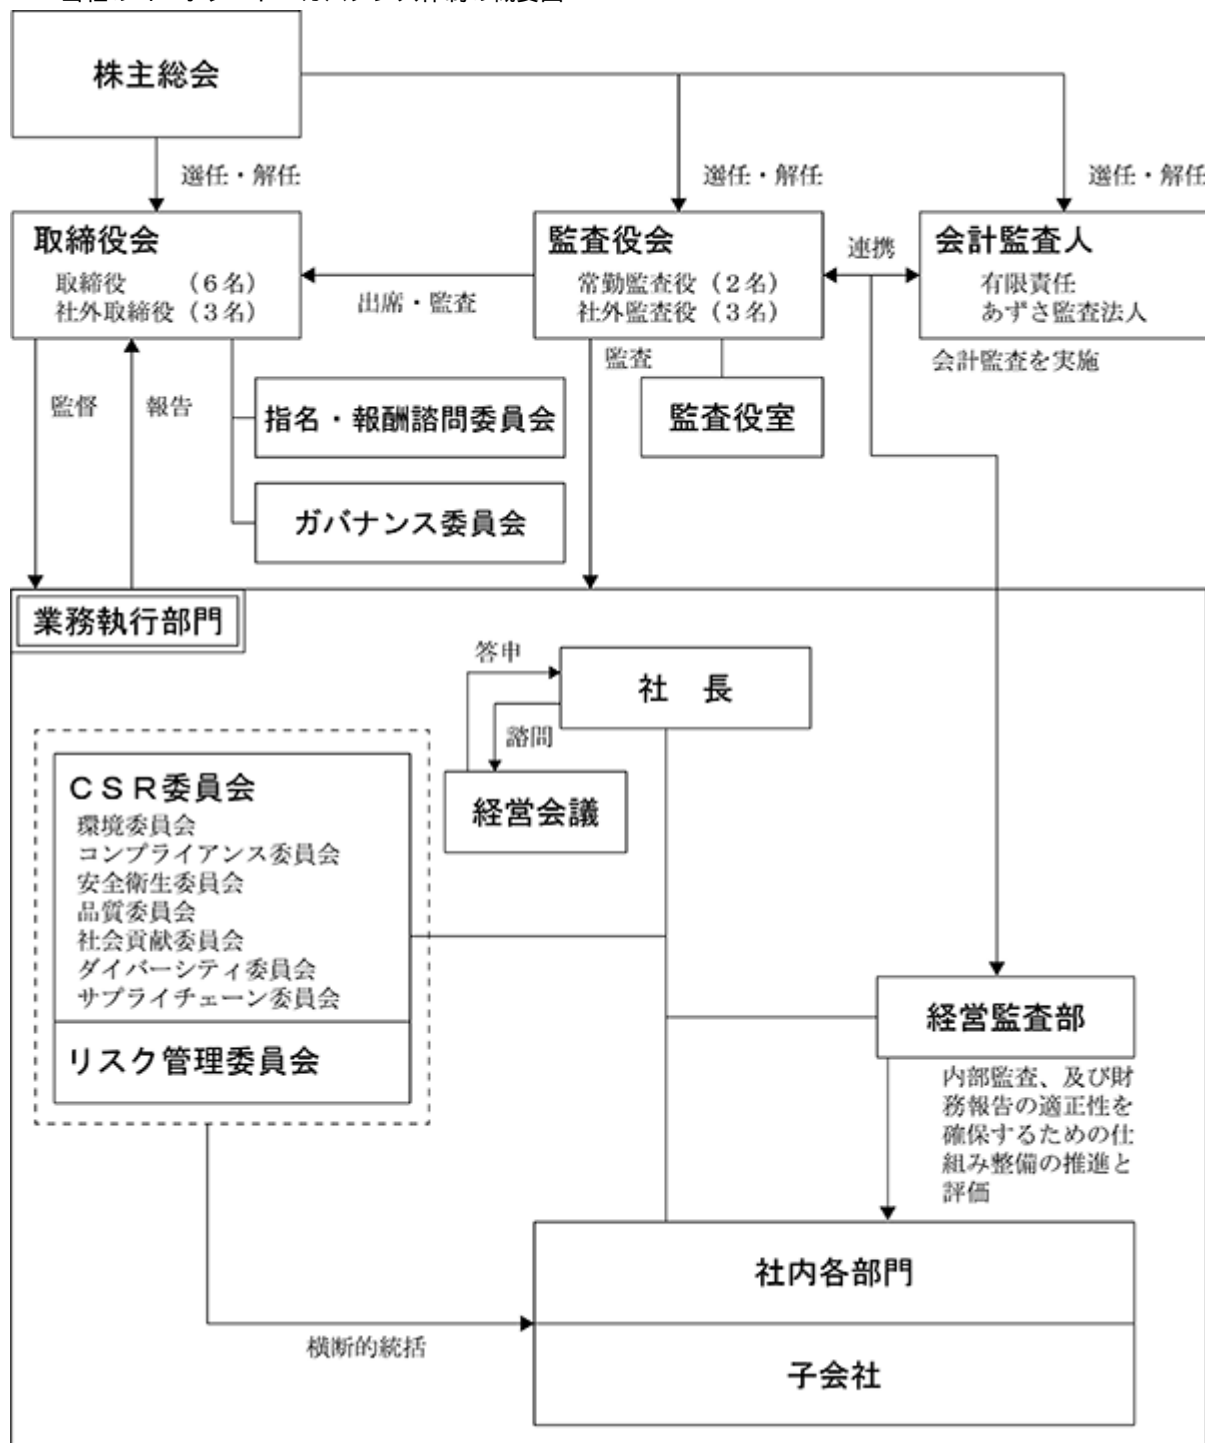 株主総会
選任・解任
選任・解任
選任・解任
取締役会
取締役 (6名)
社外取締役 (3名)
出席・監査
監査役会
常勤監査役 (2名)
社外監査役 (3名)
連携
会計監査人
有限責任
あずさ監査法人
会計監査を実施
監督
報告
指名・報酬諮問委員会
ガバナンス委員会
監査
監査役室
業務執行部門
答申
社 長
諮問
経営会議
CSR委員会
環境委員会
コンプライアンス委員会
安全衛生委員会
品質委員会
社会貢献委員会
ダイバーシティ委員会
サプライチェーン委員会
リスク管理委員会
経営監査部
内部監査、及び財
務報告の適正性を
確保するための仕
組み整備の推進と
評価
社内各部門
横断的統括
子会社